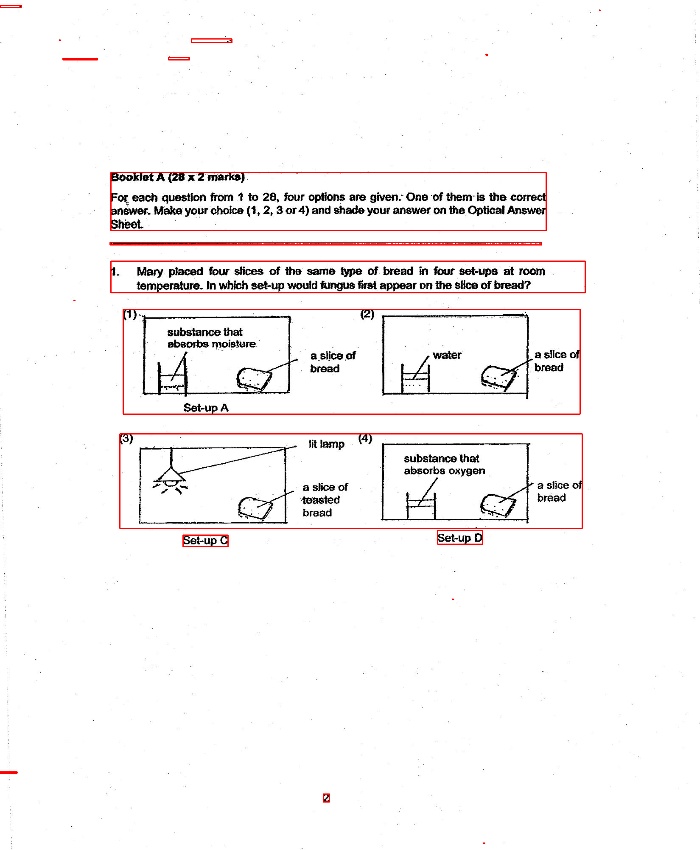 Booklet A (28 x 2 marks)
For each question from 1 to 28, four options are given. One of them is the correct
answer. Make your choice (1, 2, 3 or 4) and shade your answer on the Optical Answer
Sheet.
1. Mary placed four slices of the same type of bread in four set-ups at room
temperature. In which set-up would fungus first appear on the slice of bread?
(1)
substance that
absorbs moisture
a slice of
bread
Set-up A
(2)
water
a slice of
bread
(3)
lit lamp
a slice of
toasted
bread
Set-up C
(4)
substance that
absorbs oxygen
a slice of
bread
Set-up D
2